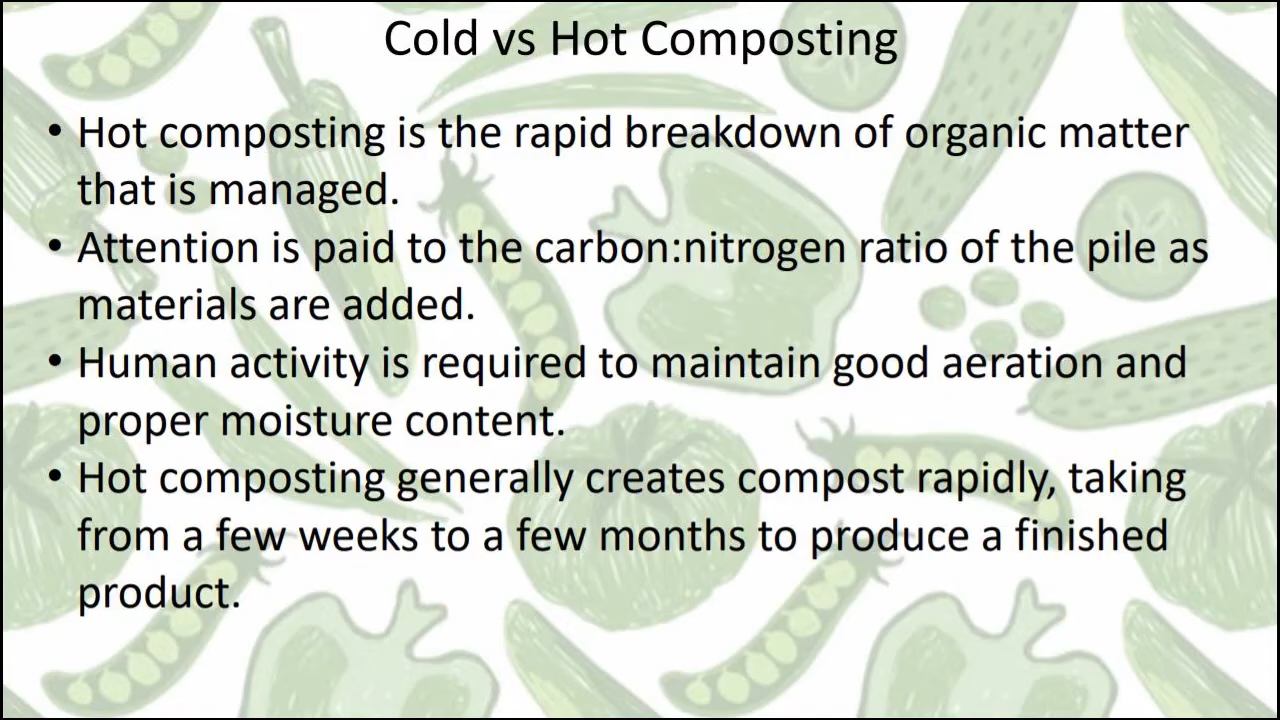 Cold vs Hot Composting
• Hot composting is the rapid breakdown of organic matter
that is managed.
• Attention is paid to the carbon:nitrogen ratio of the pile as
materials are added.
• Human activity is required to maintain good aeration and
proper moisture content.
• Hot composting generally creates compost rapidly, taking
from a few weeks to a few months to produce a finished
product.